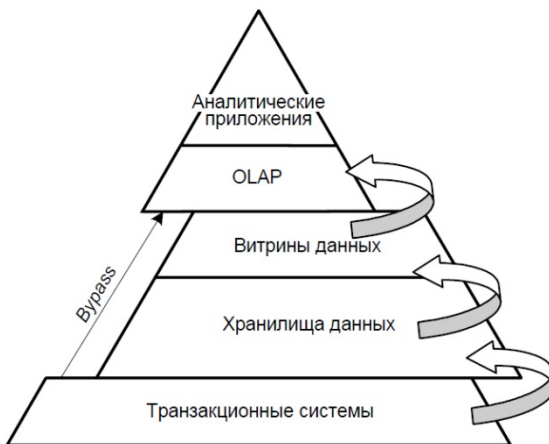 Аналитические
приложения
OLAP
Витрины данных
Bypass
Хранилища данных
Транзакционные системы